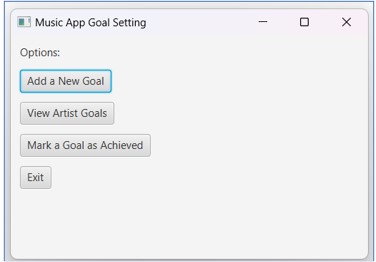 Music App Goal Setting
Options:
Add a New Goal
View Artist Goals
Mark a Goal as Achieved
Exit